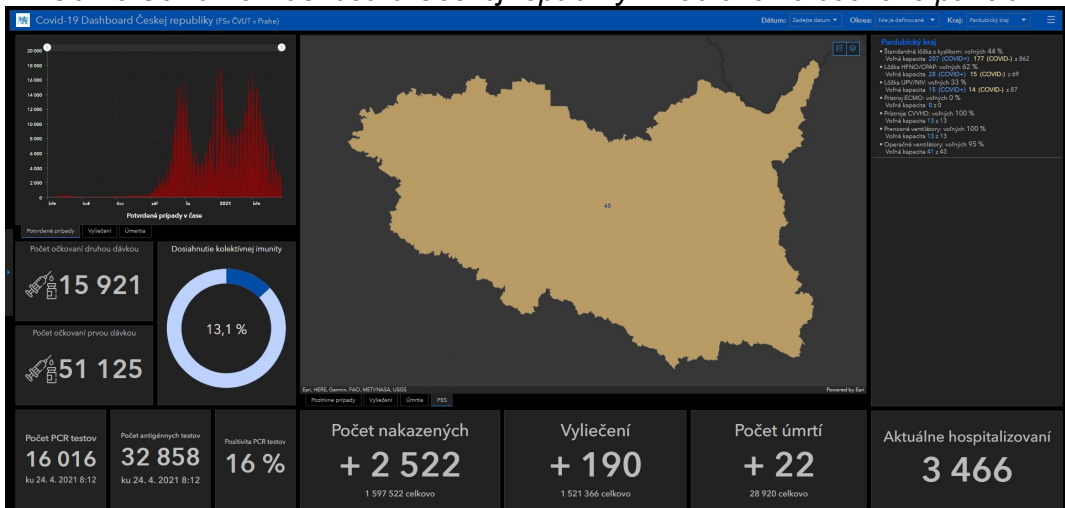 Covid-19 Dashboard Českej republiky (FSv ČVUT v Prahe)
Dátum: Zadejte datum
Okres: Nie je definované
Kraj: Pardubický kraj
20 000
18 000
16 000
14 000
12 000
10 000
8 000
6 000
4 000
2 000
0
bře kvě čvc zář lis 2021 bře
Potvrdené prípady v čase
Potvrdené prípady Vyliečení Úmertia
Počet očkovaní druhou dávkou
15 921
Počet očkovaní prvou dávkou
51 125
Dosiahnutie kolektívnej imunity
13,1 %
45
Esri, HERE, Garmin, FAO, METI/NASA, USGS
Powered by Esri
Pozitívne prípady Vyliečení Úmrtia PES
Pardubický kraj
• Štandardné lôžka s kyslíkom: voľných 44 %
Voľná kapacita 207 (COVID+) 177 (COVID-) z 862
• Lôžka HFNO/CPAP: voľných 62 %
Voľná kapacita 28 (COVID+) 15 (COVID-) z 69
• Lôžka UPV/NIV: voľných 33 %
Voľná kapacita 15 (COVID+) 14 (COVID-) z 87
• Prístroj ECMO: voľných 0 %
Voľná kapacita 0 z 0
• Prístroje CVVHD: voľných 100 %
Voľná kapacita 13 z 13
• Prenosné ventilátory: voľných 100 %
Voľná kapacita 13 z 13
• Operačné ventilátory: voľných 95 %
Voľná kapacita 41 z 43
Počet PCR testov
16 016
ku 24. 4. 2021 8:12
Počet antigénnych testov
32 858
ku 24. 4. 2021 8:12
Pozitivita PCR testov
16 %
Počet nakazených
+ 2 522
1 597 522 celkovo
Vyliečení
+ 190
1 521 366 celkovo
Počet úmrtí
+ 22
28 920 celkovo
Aktuálne hospitalizovaní
3 466